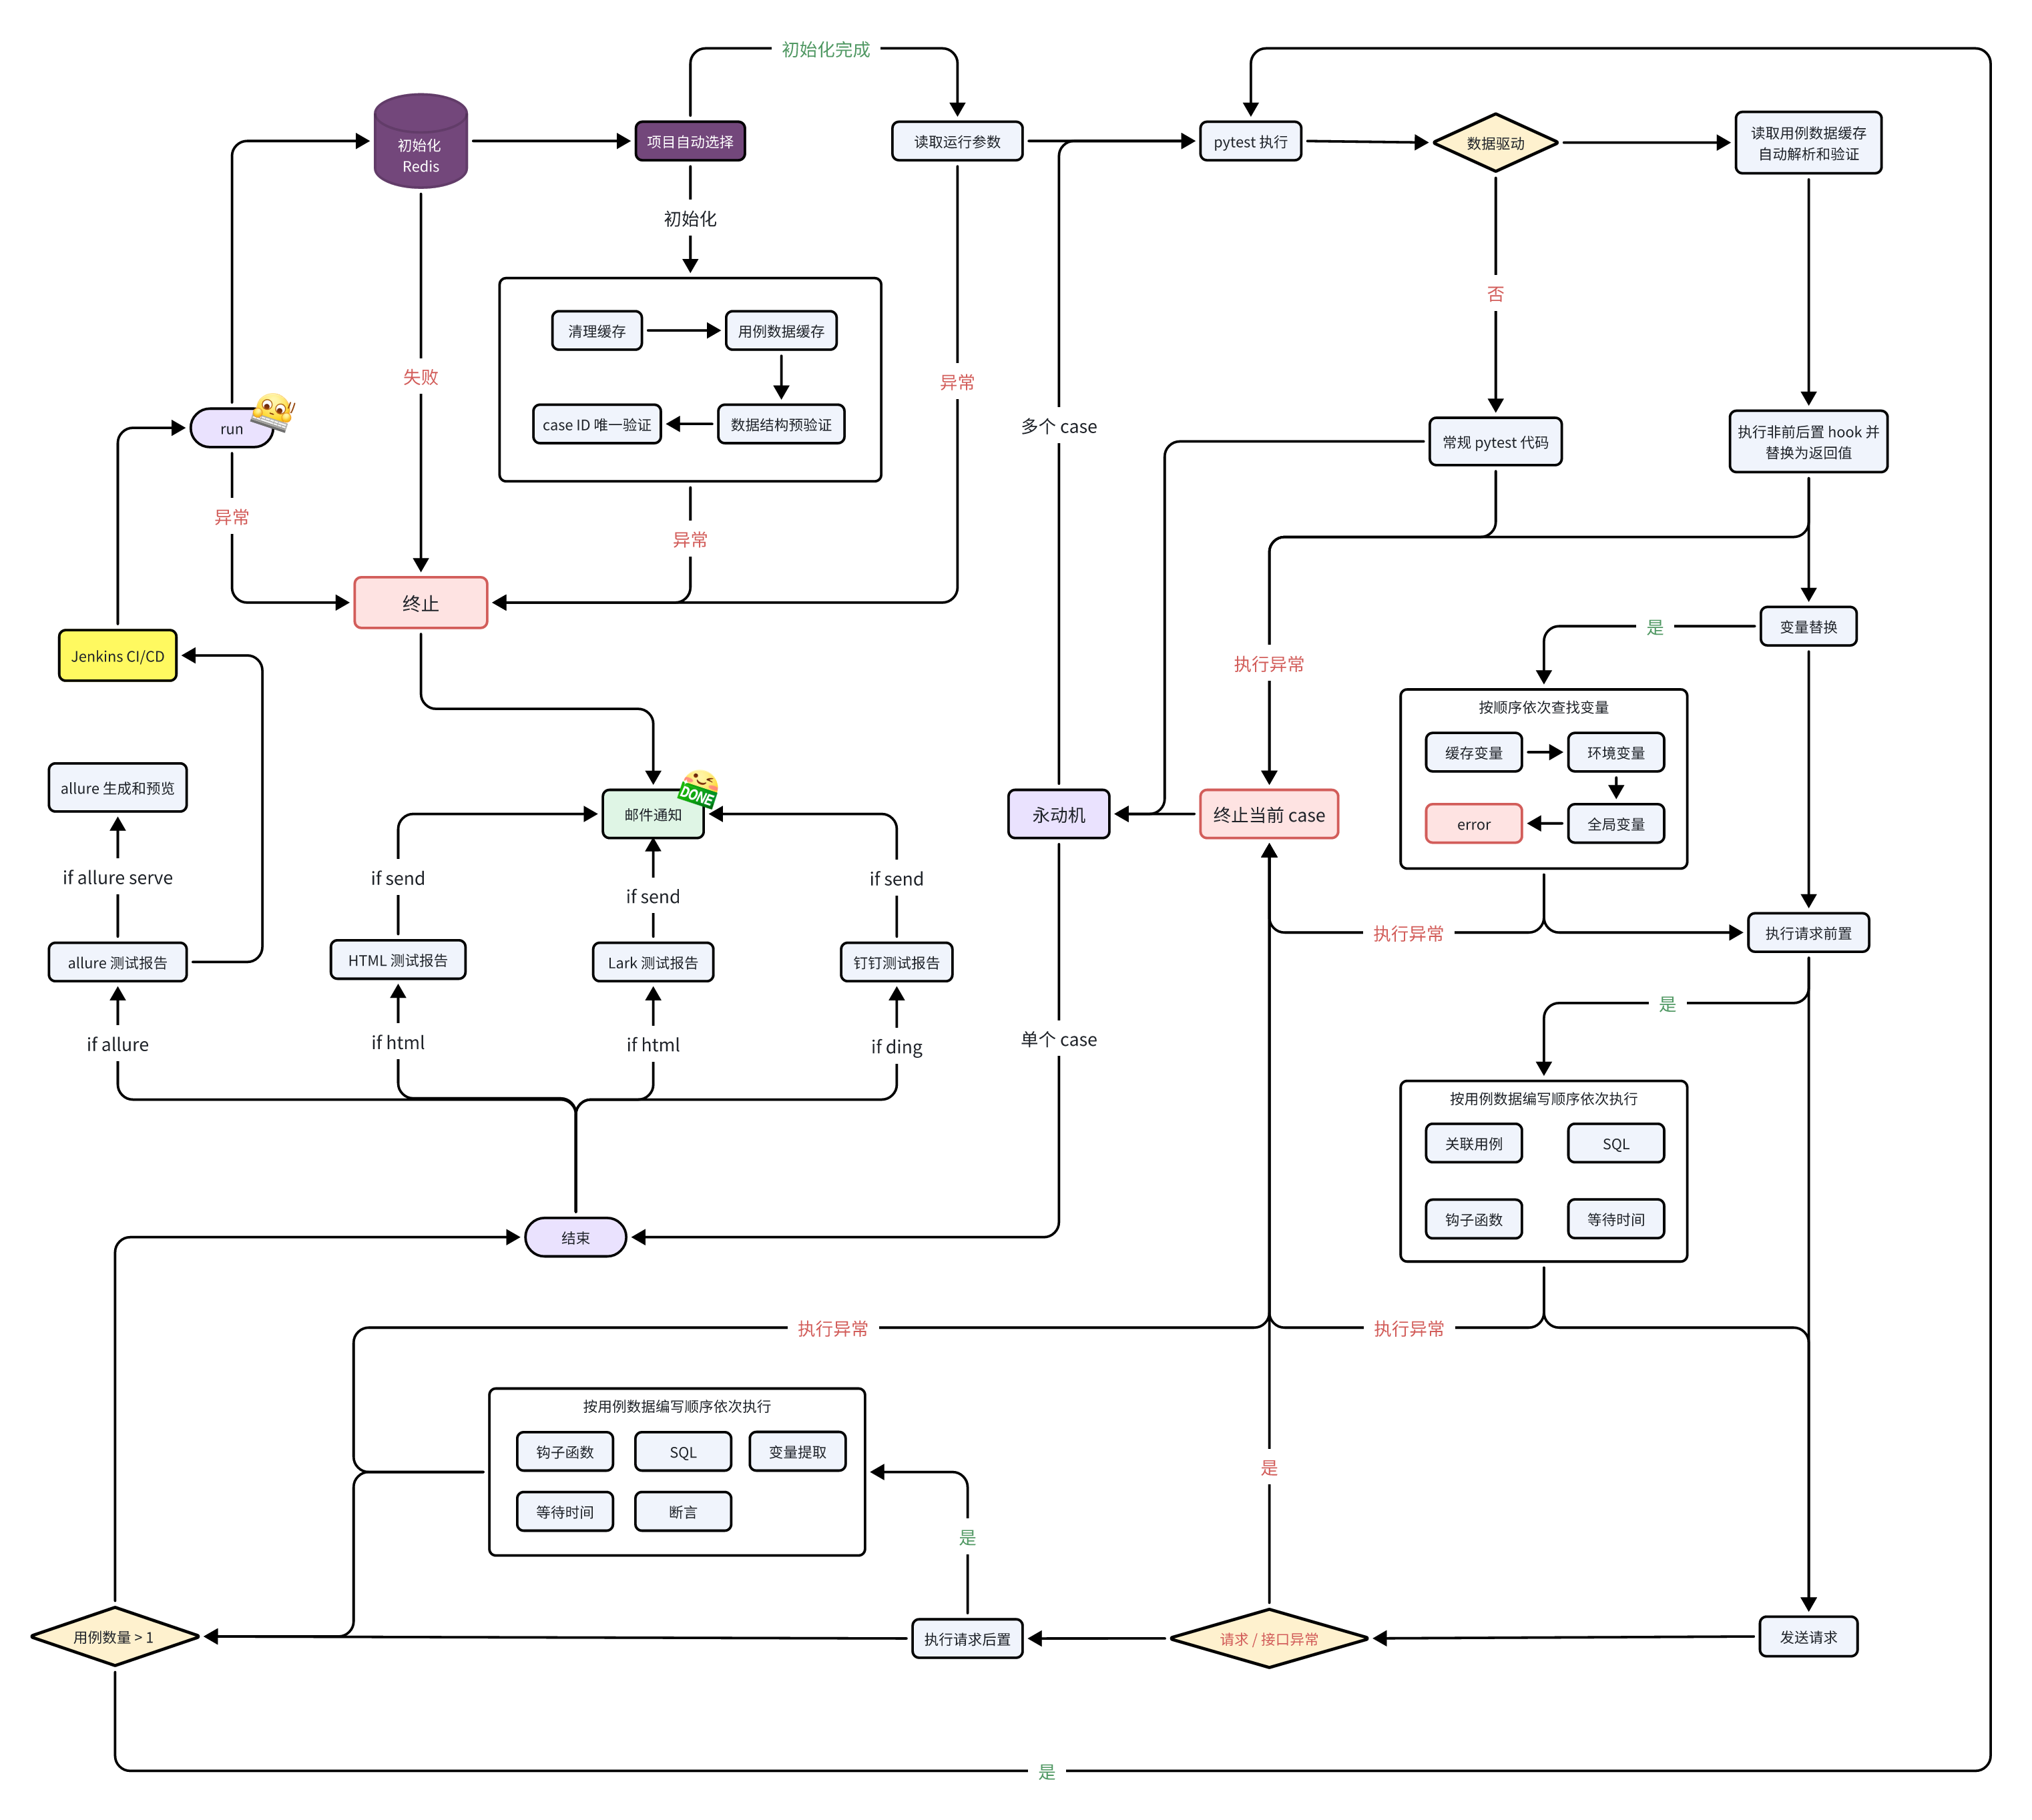 初始化完成
初始化
Redis
项目自动选择
读取运行参数
pytest 执行
数据驱动
读取用例数据缓存
自动解析和验证
初始化
否
清理缓存
用例数据缓存
case ID 唯一验证
数据结构预验证
失败
异常
run
异常
异常
多个 case
常规 pytest 代码
执行非前后置 hook 并
替换为返回值
终止
Jenkins CI/CD
变量替换
是
执行异常
按顺序依次查找变量
缓存变量
环境变量
error
全局变量
allure 生成和预览
邮件通知
DONE
永动机
终止当前 case
if allure serve
if send
if send
if send
执行异常
执行请求前置
allure 测试报告
HTML 测试报告
Lark 测试报告
钉钉测试报告
是
if allure
if html
if html
if ding
单个 case
按用例数据编写顺序依次执行
关联用例
SQL
钩子函数
等待时间
结束
执行异常
执行异常
按用例数据编写顺序依次执行
钩子函数
SQL
变量提取
等待时间
断言
是
是
用例数量 > 1
执行请求后置
请求 / 接口异常
发送请求
是